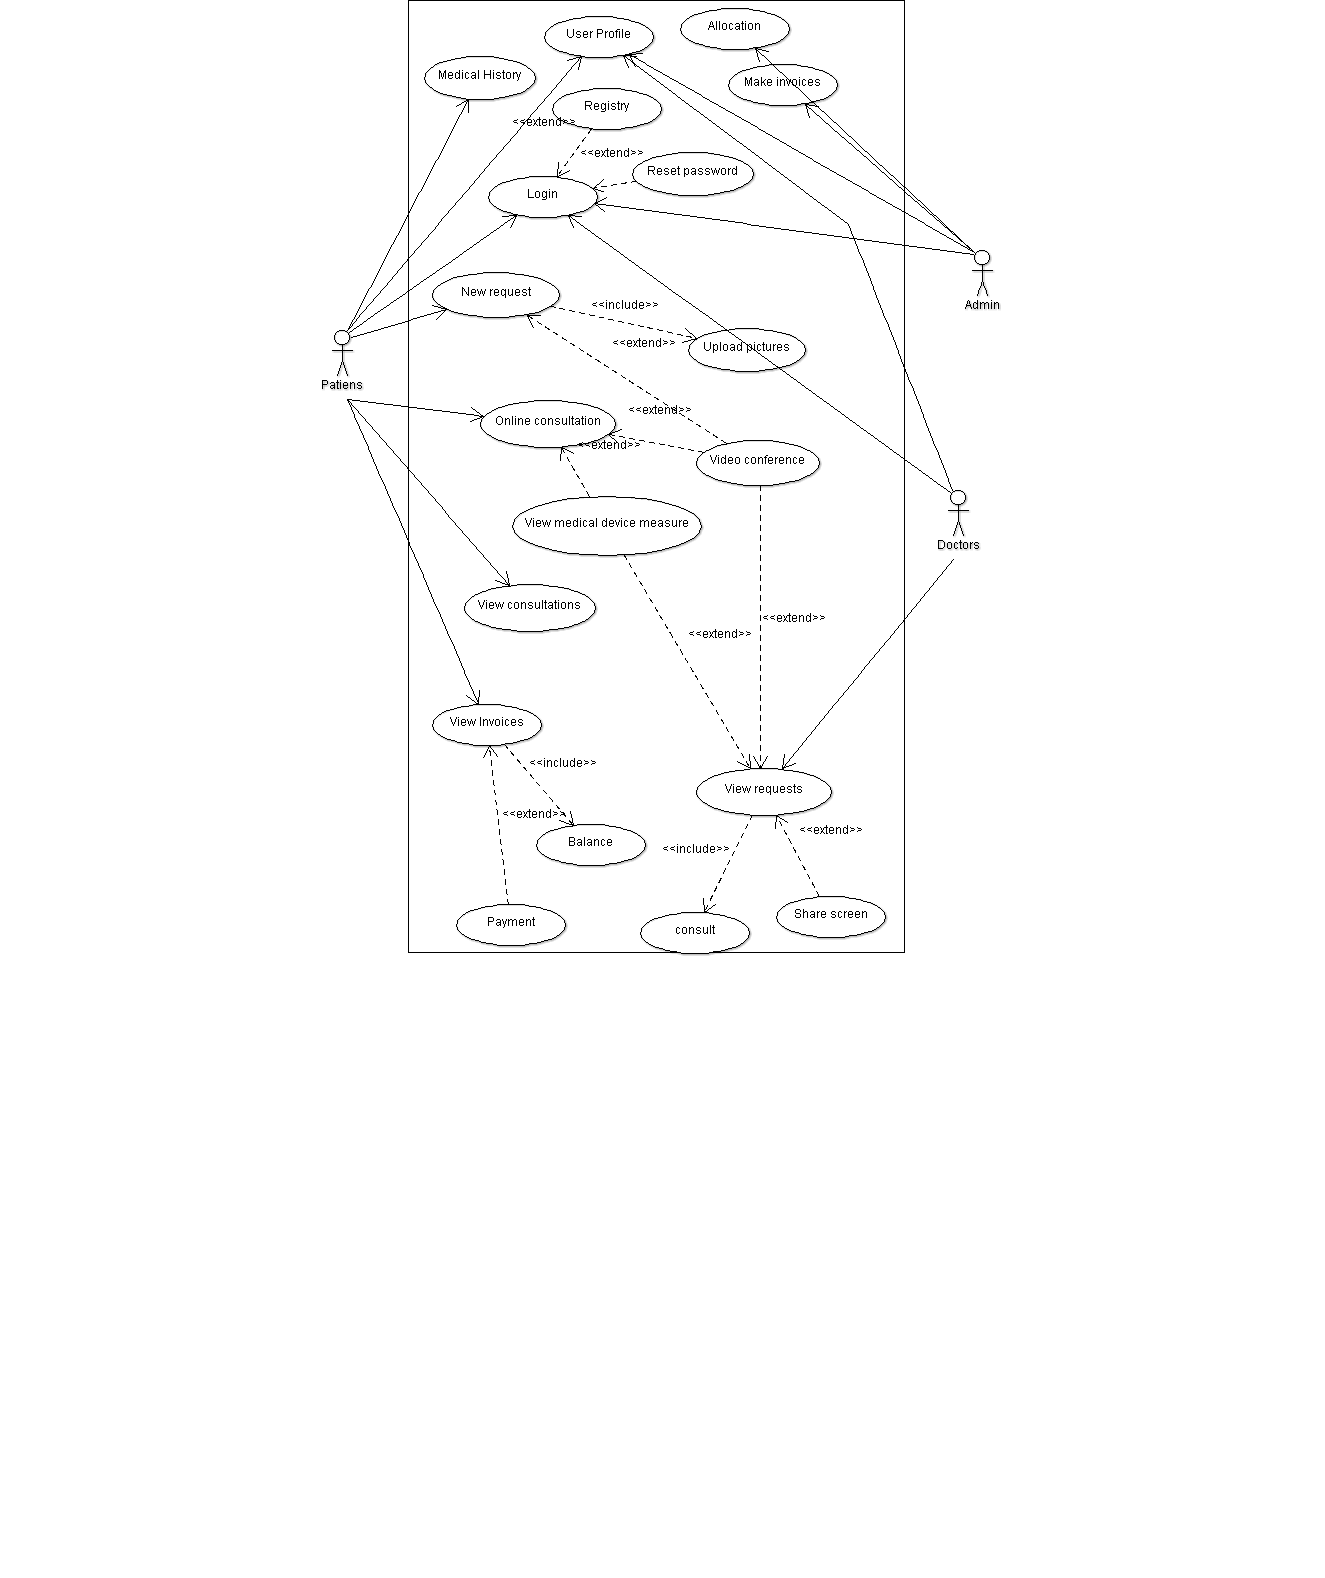 Allocation
User Profile
Medical History
Make invoices
Registry
<<extend>>
<<extend>>
Reset password
Login
New request
<<include>>
Admin
<<extend>>
Upload pictures
Patiens
<<extend>>
Online consultation
<<extend>>
Video conference
View medical device measure
Doctors
View consultations
<<extend>>
<<extend>>
View Invoices
<<include>>
View requests
<<extend>>
<<extend>>
Balance
<<include>>
Payment
Share screen
consult